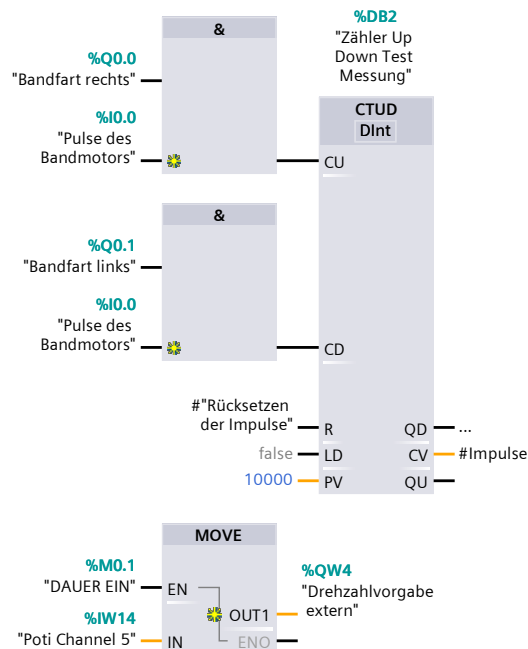 &
%DB2
"Zähler Up
Down Test
Messung"
%Q0.0
"Bandfart rechts"
%I0.0
"Pulse des
Bandmotors"
CTUD
DInt
CU
&
%Q0.1
"Bandfart links"
%I0.0
"Pulse des
Bandmotors"
CD
#"Rücksetzen
der Impulse"
R
QD
...
false
LD
CV
#Impulse
10000
PV
QU
MOVE
%M0.1
"DAUER EIN"
EN
%QW4
"Drehzahlvorgabe
extern"
OUT1
%IW14
"Poti Channel 5"
IN
ENO